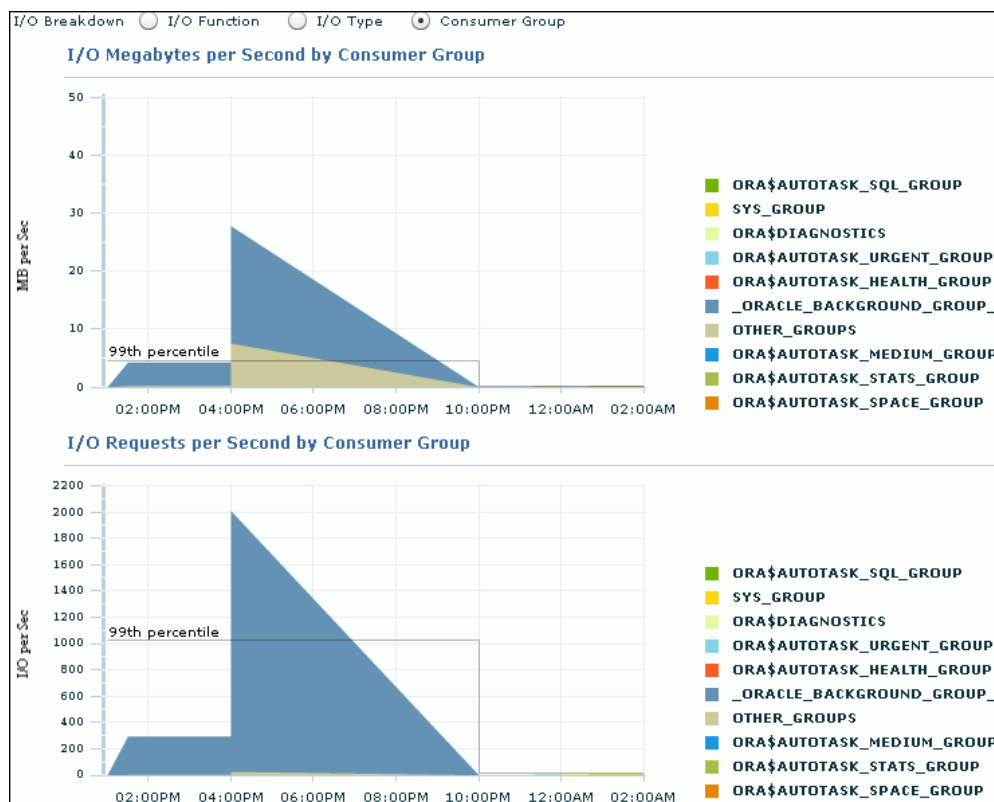 I/O Breakdown I/O Function I/O Type Consumer Group
I/O Megabytes per Second by Consumer Group
50
40
30
20
10
0
MB per Sec
99th percentile
02:00PM 04:00PM 06:00PM 08:00PM 10:00PM 12:00AM 02:00AM
ORA$AUTOTASK_SQL_GROUP
SYS_GROUP
ORA$DIAGNOSTICS
ORA$AUTOTASK_URGENT_GROUP
ORA$AUTOTASK_HEALTH_GROUP
_ORACLE_BACKGROUND_GROUP_
OTHER_GROUPS
ORA$AUTOTASK_MEDIUM_GROUP
ORA$AUTOTASK_STATS_GROUP
ORA$AUTOTASK_SPACE_GROUP
I/O Requests per Second by Consumer Group
2200
2000
1800
1600
1400
1200
1000
800
600
400
200
0
I/O per Sec
99th percentile
02:00PM 04:00PM 06:00PM 08:00PM 10:00PM 12:00AM 02:00AM
ORA$AUTOTASK_SQL_GROUP
SYS_GROUP
ORA$DIAGNOSTICS
ORA$AUTOTASK_URGENT_GROUP
ORA$AUTOTASK_HEALTH_GROUP
_ORACLE_BACKGROUND_GROUP_
OTHER_GROUPS
ORA$AUTOTASK_MEDIUM_GROUP
ORA$AUTOTASK_STATS_GROUP
ORA$AUTOTASK_SPACE_GROUP